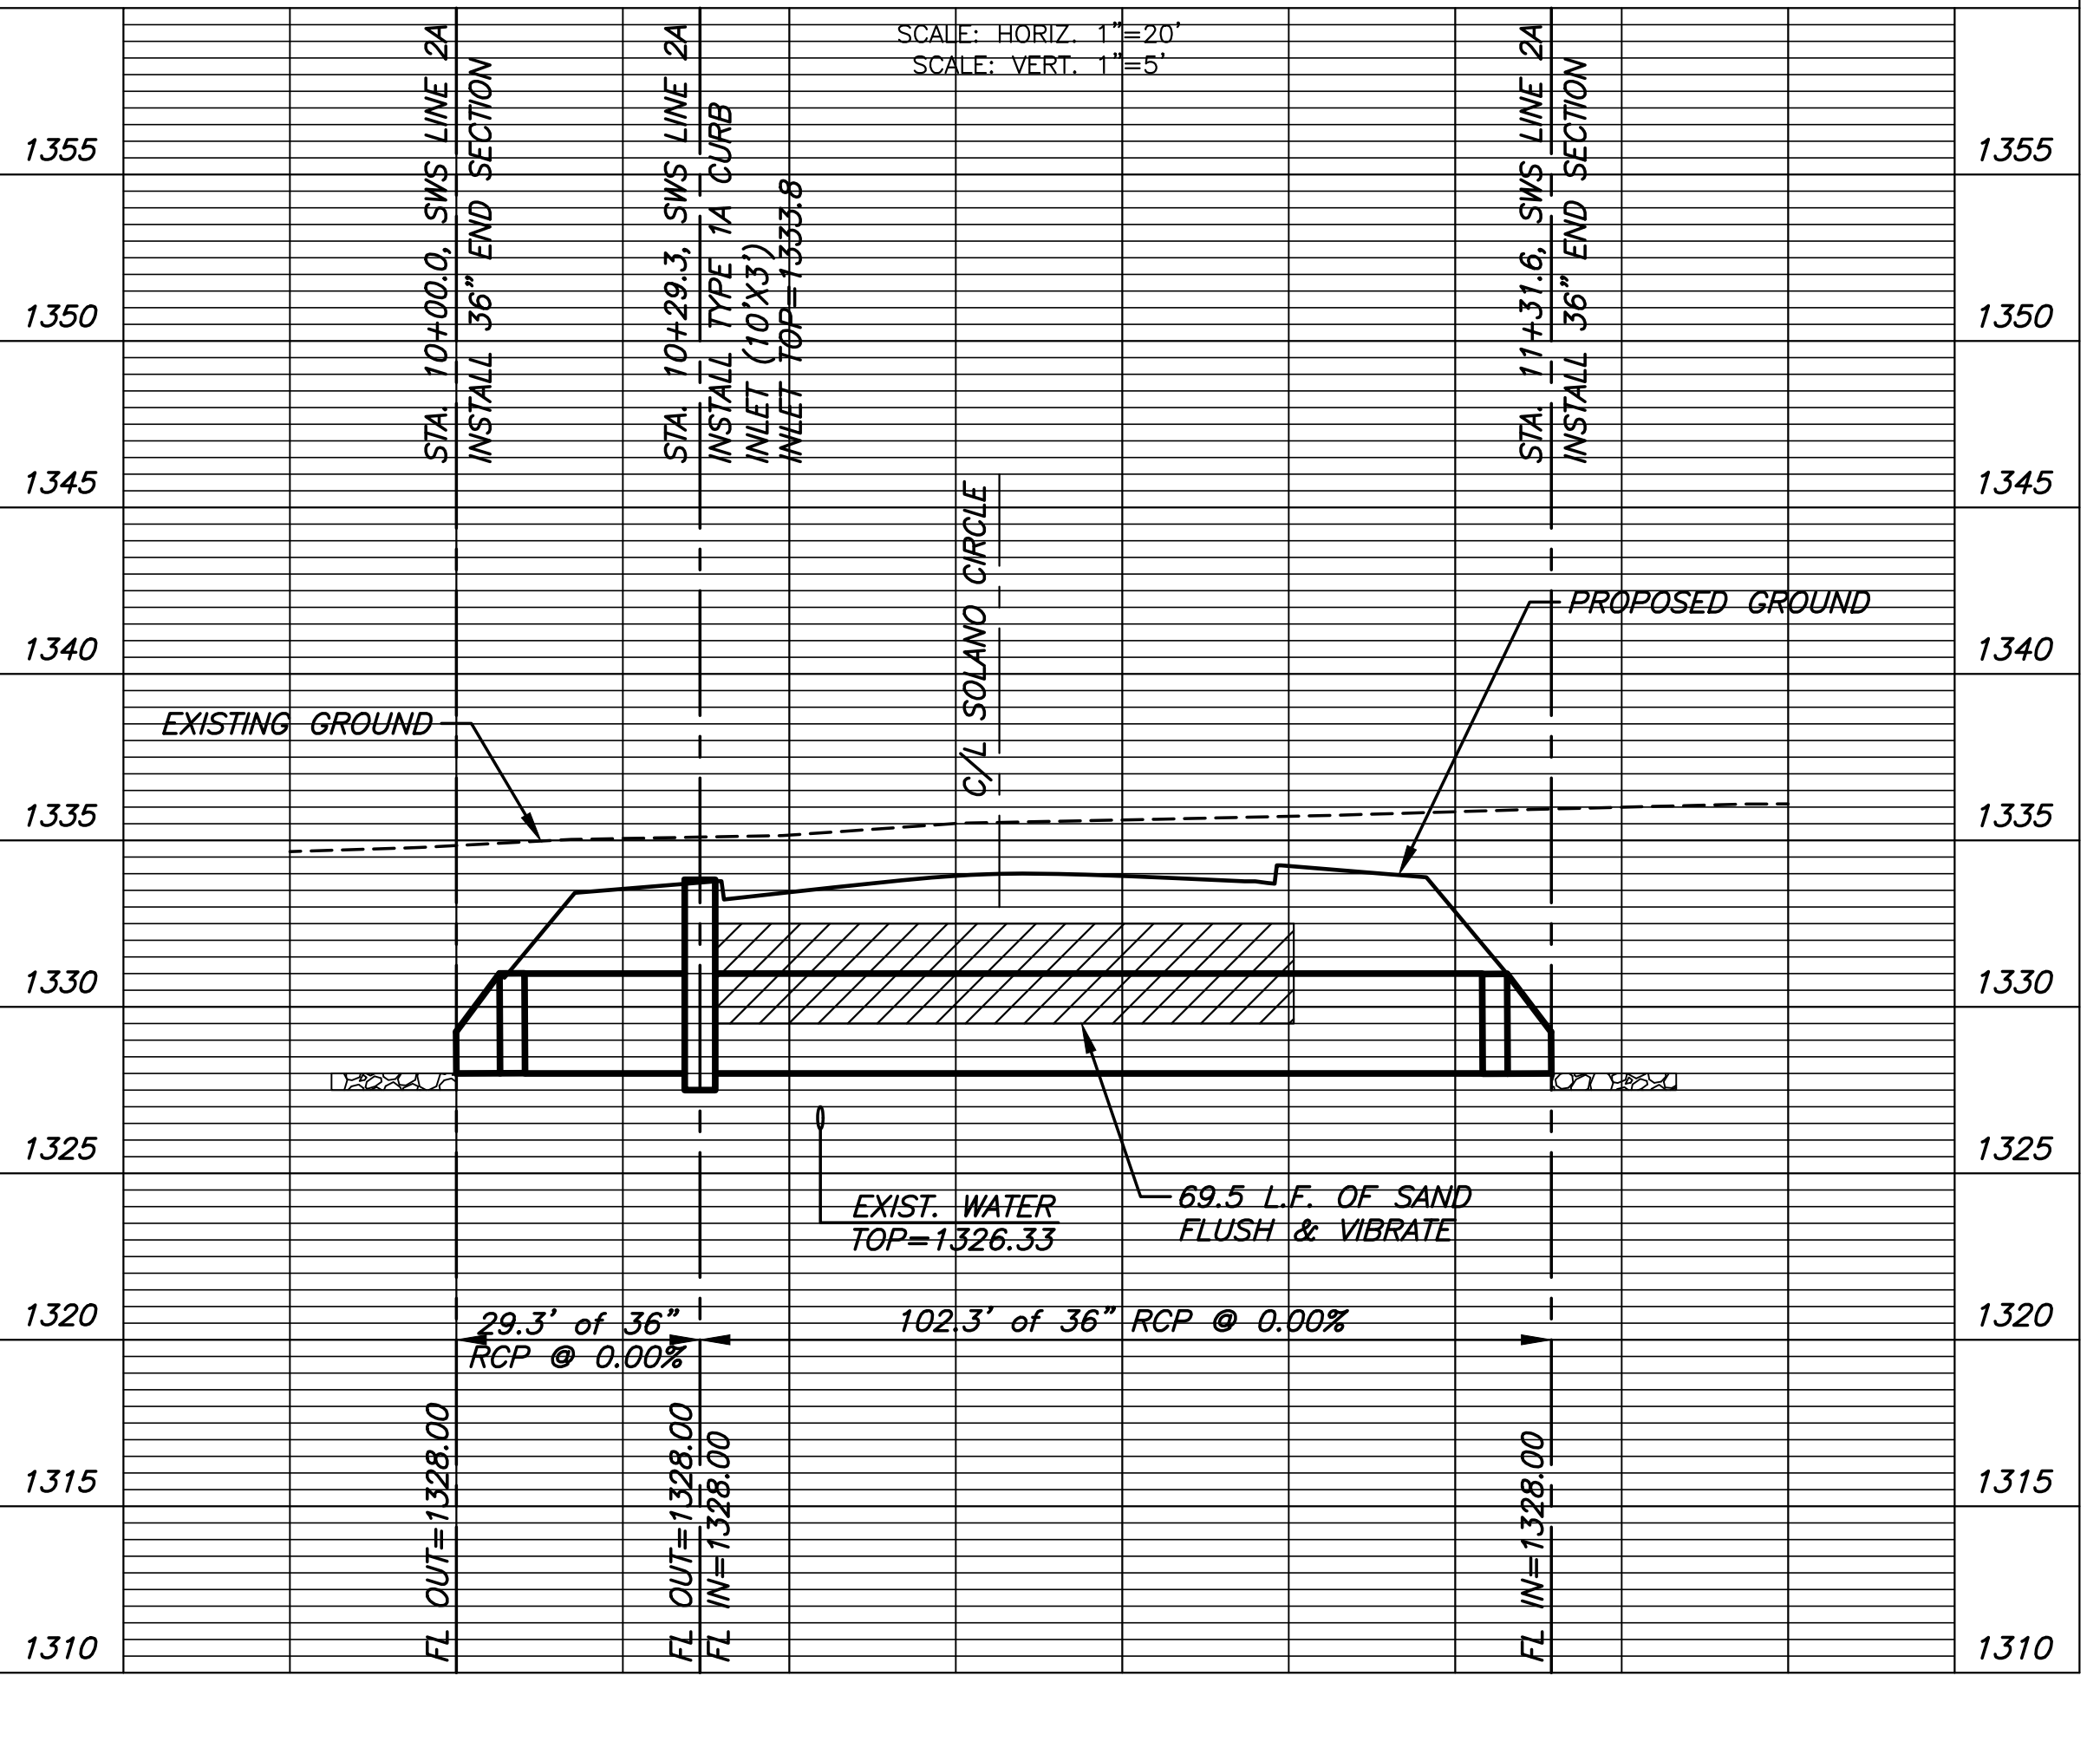 SCALE: HORIZ. 1"=20'
SCALE: VERT. 1"=5'
STA. 10+00.0, SWS LINE 2A
INSTALL 36" END SECTION
STA. 10+29.3, SWS LINE 2A
INSTALL TYPE 1A CURB
INLET (10'X3')
INLET TOP=1333.8
STA. 11+31.6, SWS LINE 2A
INSTALL 36" END SECTION
1355
1355
1350
1350
1345
1345
C/L SOLANO CIRCLE
PROPOSED GROUND
1340
1340
EXISTING GROUND
1335
1335
1330
1330
1325
1325
EXIST. WATER
TOP=1326.33
69.5 L.F. OF SAND
FLUSH & VIBRATE
1320
1320
29.3' of 36"
RCP @ 0.00%
102.3' of 36" RCP @ 0.00%
FL OUT=1328.00
FL OUT=1328.00
FL IN=1328.00
FL IN=1328.00
1315
1315
1310
1310